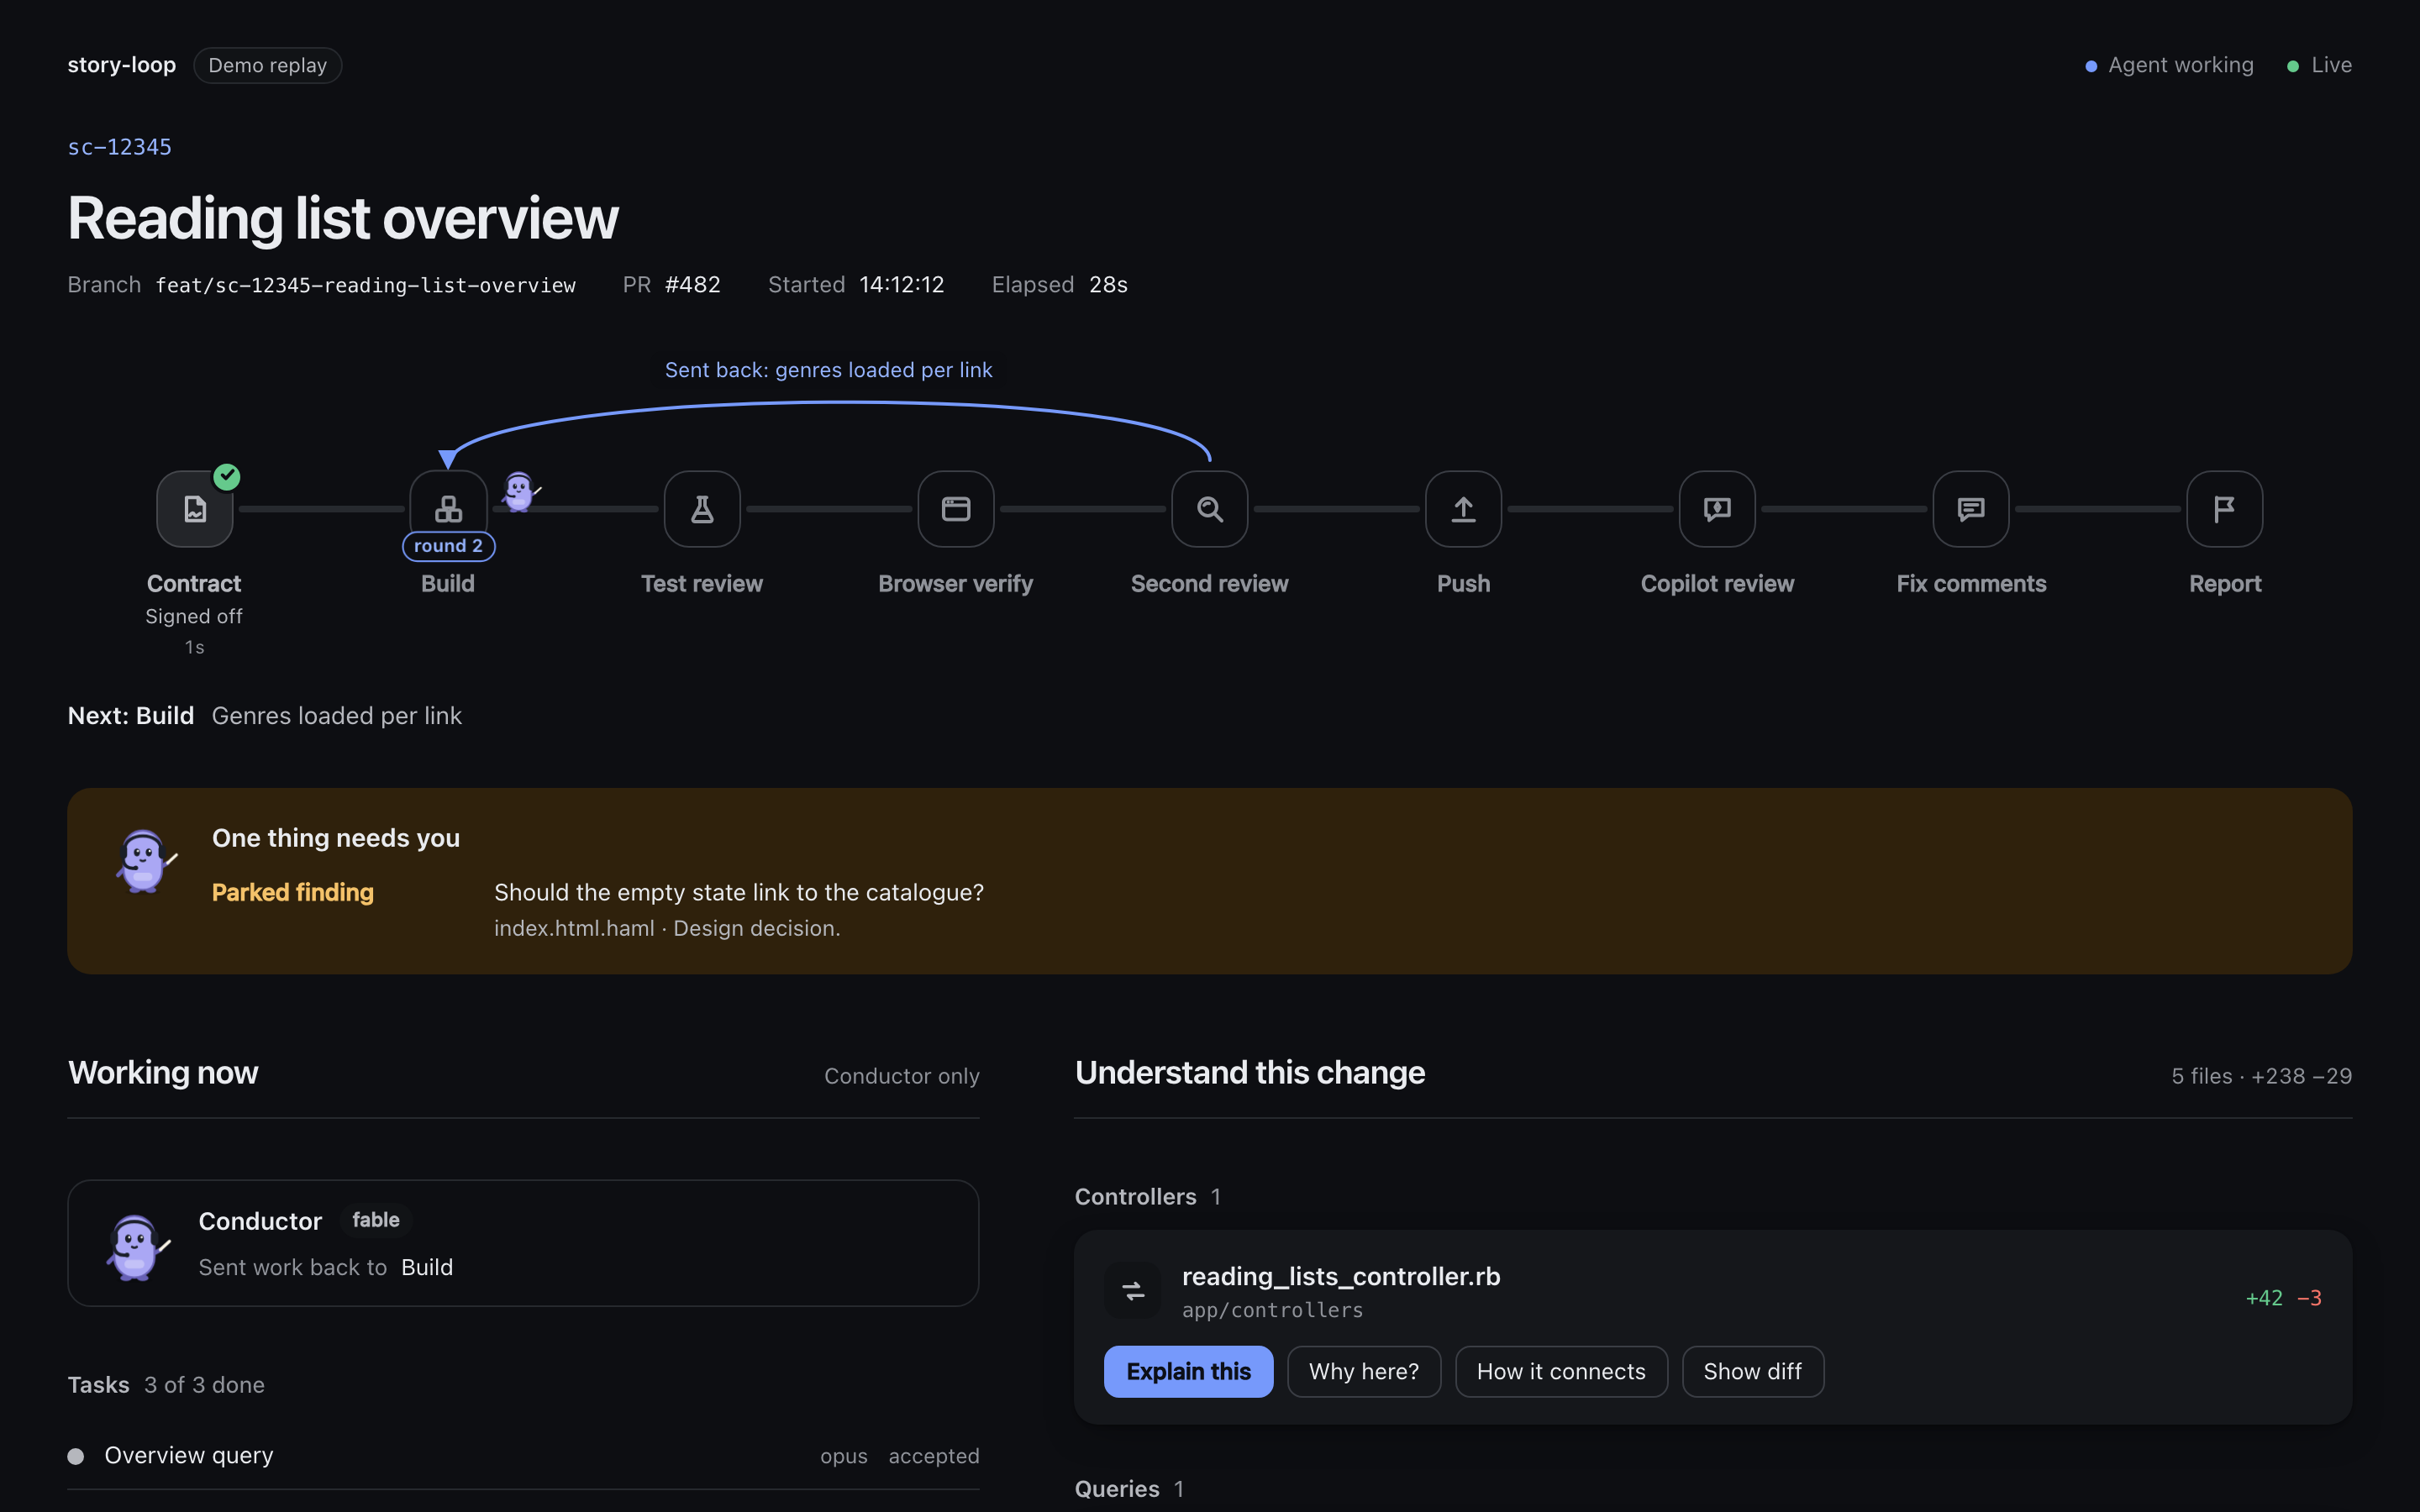 story-loop Demo replay Agent working Live
sc-12345
Reading list overview
Branch feat/sc-12345-reading-list-overview PR #482 Started 14:12:12 Elapsed 28s
Sent back: genres loaded per link
round 2
Contract Build Test review Browser verify Second review Push Copilot review Fix comments Report
Signed off
1s
Next: Build Genres loaded per link
One thing needs you
Parked finding Should the empty state link to the catalogue?
index.html.haml · Design decision.
Working now Conductor only
Conductor fable
Sent work back to Build
Tasks 3 of 3 done
Overview query opus accepted
Understand this change 5 files · +238 −29
Controllers 1
reading_lists_controller.rb
app/controllers
+42 −3
Explain this Why here? How it connects Show diff
Queries 1